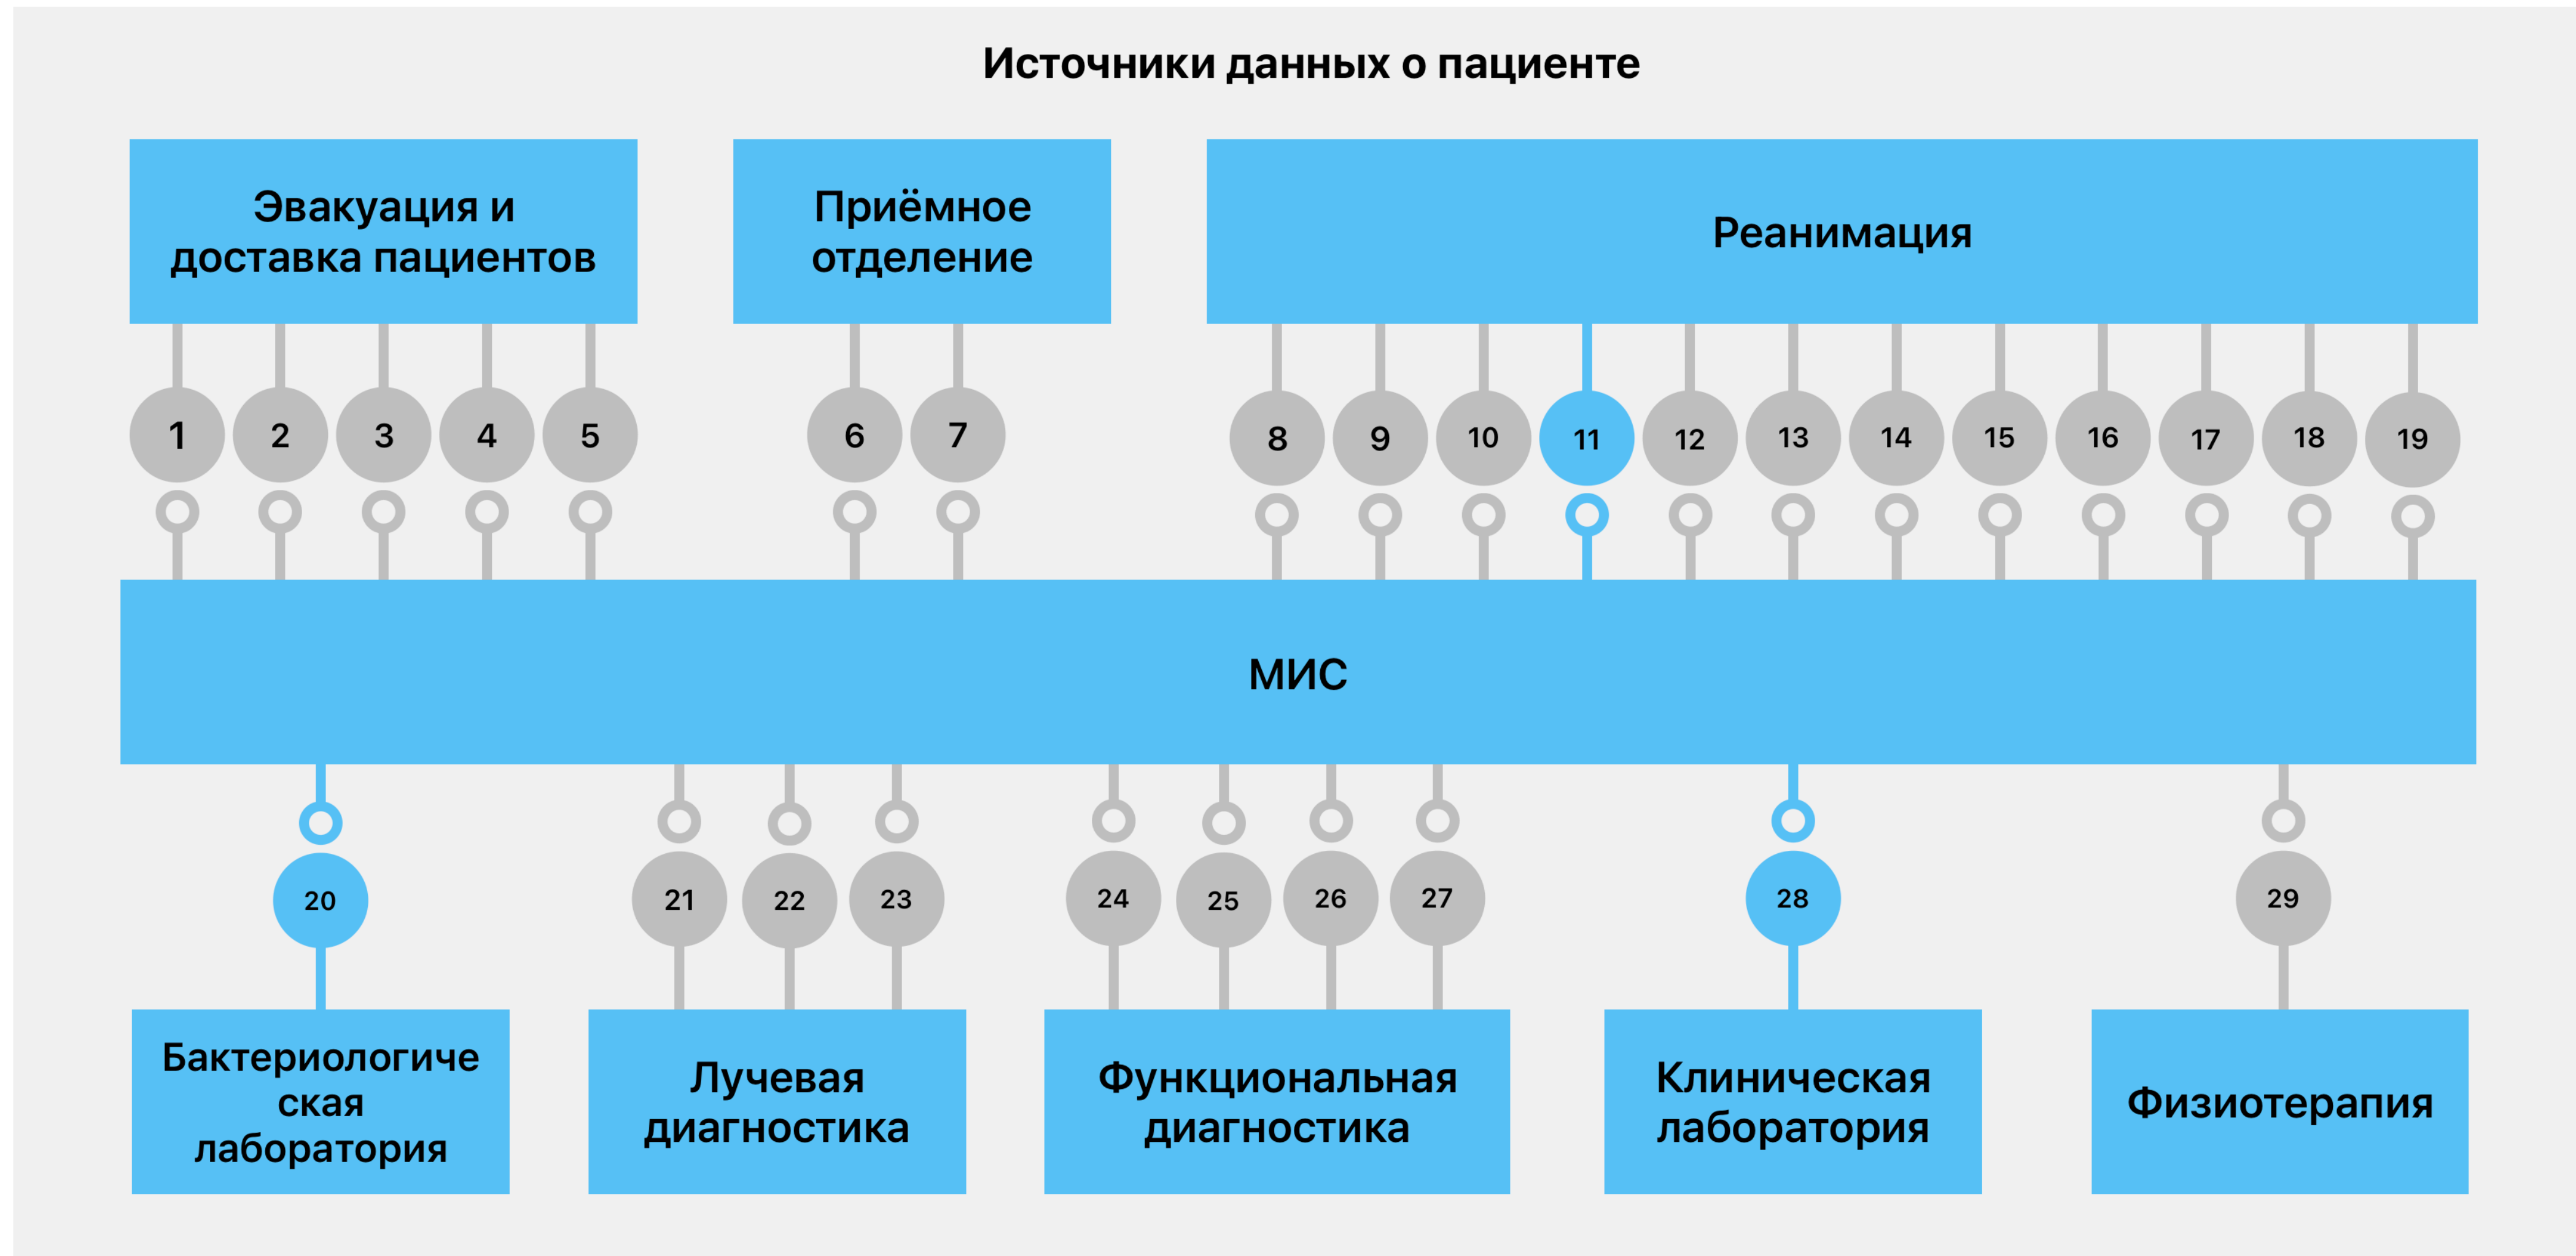 Источники данных о пациенте
Эвакуация и
доставка пациентов
Приёмное
отделение
Реанимация
1 2 3 4 5 6 7 8 9 10 11 12 13 14 15 16 17 18 19
МИС
20 21 22 23 24 25 26 27 28 29
Бактериологиче
ская
лаборатория
Лучевая
диагностика
Функциональная
диагностика
Клиническая
лаборатория
Физиотерапия